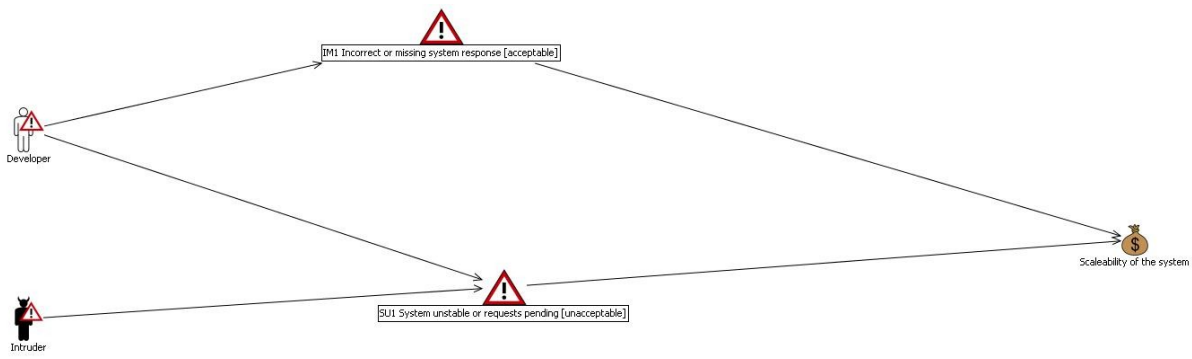 IM1 Incorrect or missing system response [acceptable]
Developer
$
Scaleability of the system
SU1 System unstable or requests pending [unacceptable]
Intruder